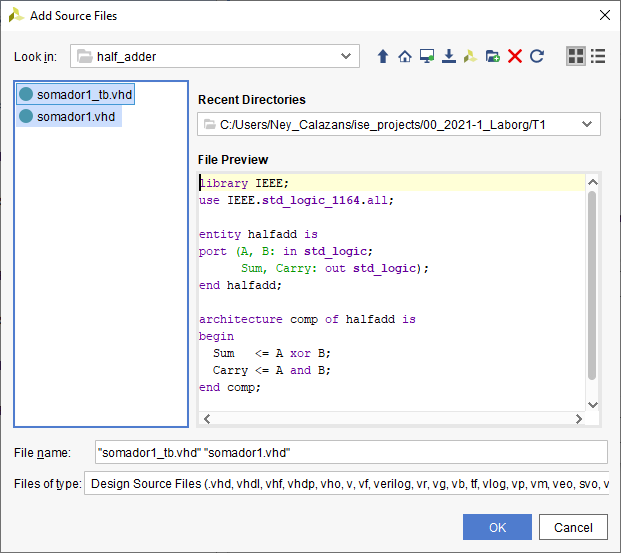 Add Source Files
Look in: half_adder
somador1_tb.vhd
somador1.vhd
Recent Directories
C:/Users/Ney_Calazans/ise_projects/00_2021-1_Laborg/T1
File Preview
library IEEE;
use IEEE.std_logic_1164.all;
entity halfadd is
port (A, B: in std_logic;
Sum, Carry: out std_logic);
end halfadd;
architecture comp of halfadd is
begin
Sum <= A xor B;
Carry <= A and B;
end comp;
File name: "somador1_tb.vhd" "somador1.vhd"
Files of type: Design Source Files (.vhd, vhdl, vhf, vhdp, vho, v, vf, verilog, vr, vg, vb, tf, vlog, vp, vm, veo, svo, v
OK Cancel